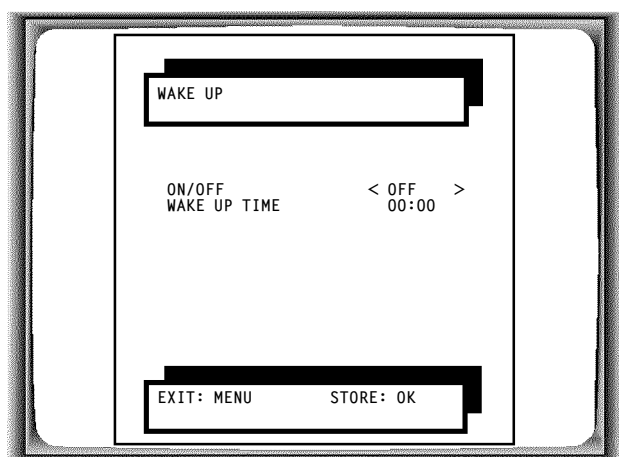 WAKE UP
ON/OFF < OFF >
WAKE UP TIME 00:00
EXIT: MENU STORE: OK